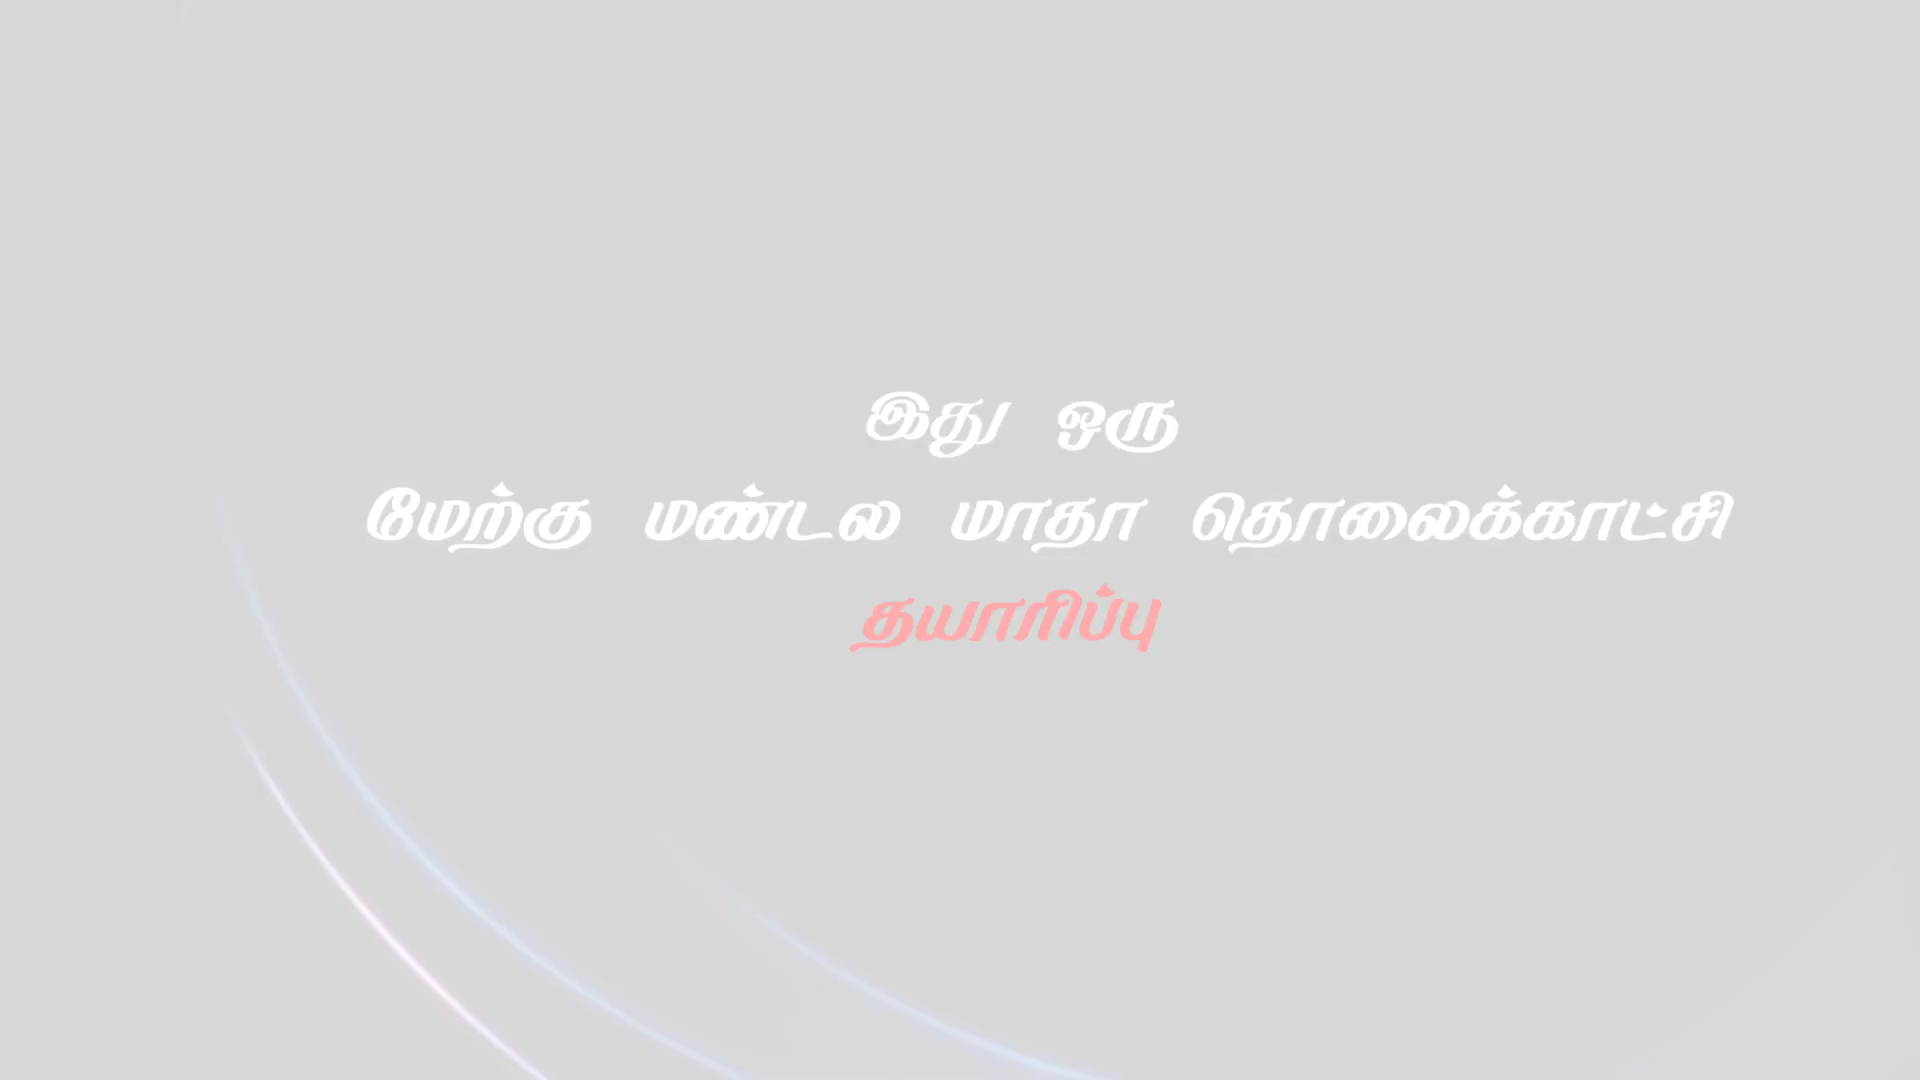 இது ஒரு
மேற்கு மண்டல மாதா தொலைக்காட்சி
தயாரிப்பு